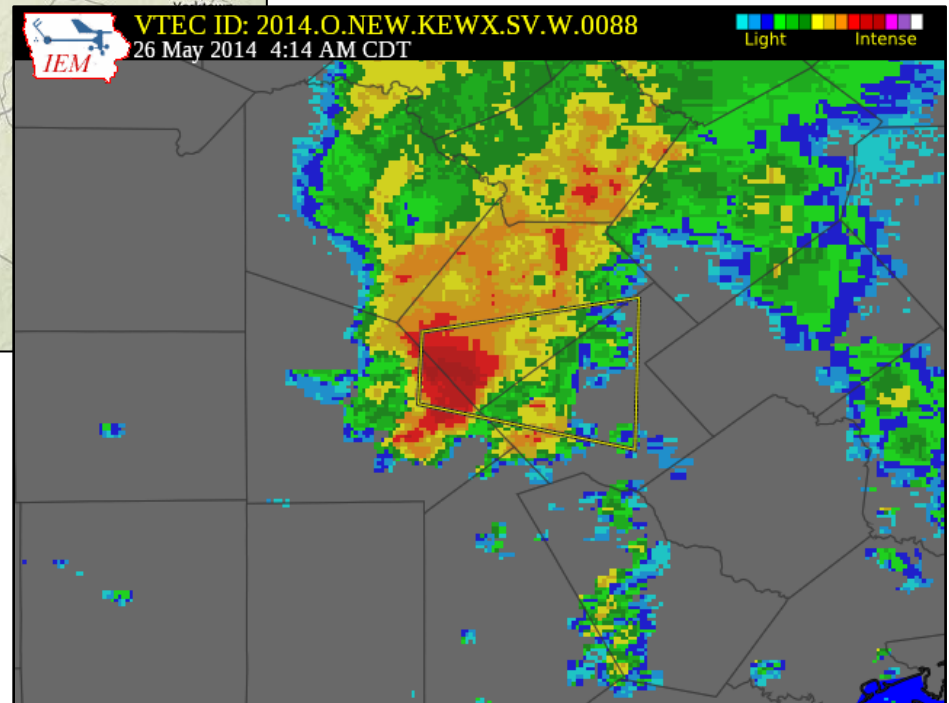 VTEC ID: 2014.O.NEW.KEWX.SV.W.0088
26 May 2014 4:14 AM CDT
IEM
Light Intense